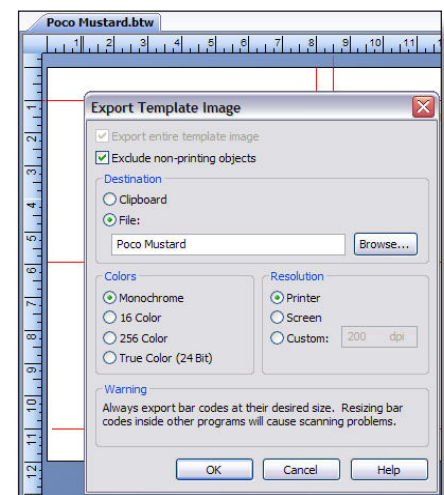 Poco Mustard.btw
1 2 3 4 5 6 7 8 9 10 11
1
2
3
4
5
6
7
8
9
10
11
12
Export Template Image
Export entire template image
Exclude non-printing objects
Destination
Clipboard
File:
Poco Mustard
Browse...
Colors
Monochrome
16 Color
256 Color
True Color (24 Bit)
Resolution
Printer
Screen
Custom: 200 dpi
Warning
Always export bar codes at their desired size. Resizing bar
codes inside other programs will cause scanning problems.
OK Cancel Help